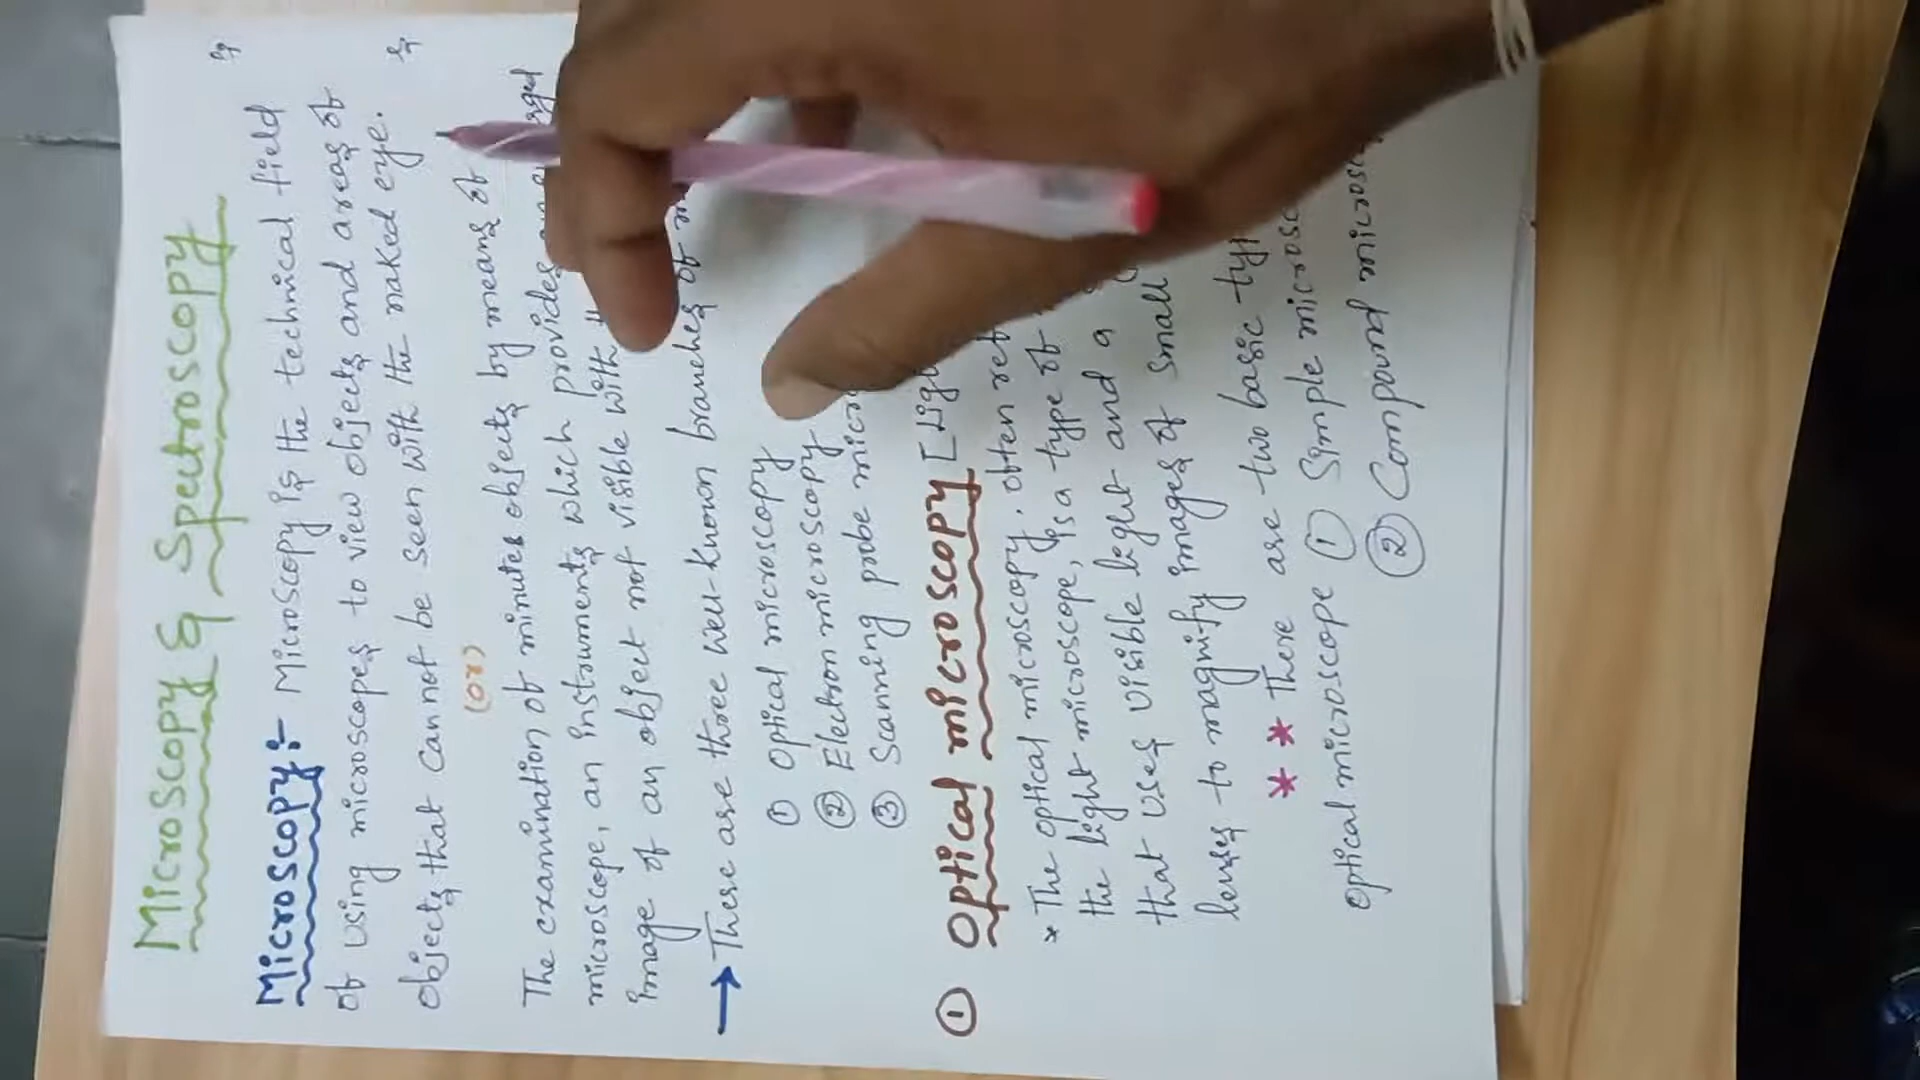 Microscopy & Spectroscopy
Microscopy:- Microscopy is the technical field
of using microscopes to view objects and areas of
objects that can not be seen with the naked eye.
(or)
The examination of minutes objects by means of
microscope, an instruments which provides
image of an object not visible with
→ There are three well-known branches of
① Optical microscopy
② Electron microscopy
③ Scanning probe
① Optical microscopy
* The optical microscopy, often
the light microscope, is a type of
that uses visible light and a
lenses to magnify images of small
** There are two basic
optical microscope ① Simple
② Compound